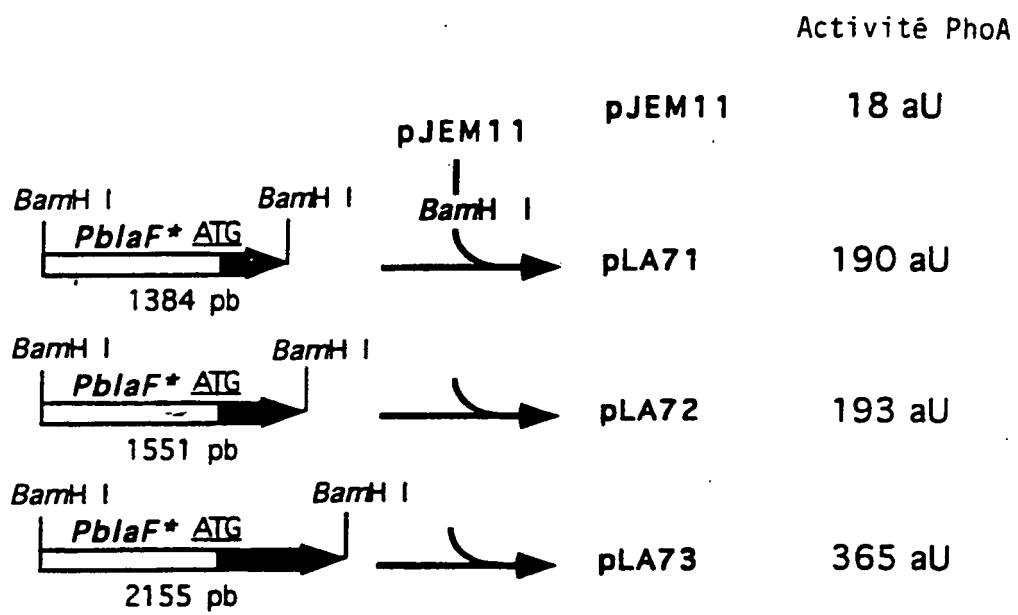 Activité PhoA
pJEM11 18 aU
pJEM11
BamH I BamH I BamH I
PblaF* ATG
pLA71 190 aU
1384 pb
BamH I BamH I
PblaF* ATG
pLA72 193 aU
1551 pb
BamH I BamH I
PblaF* ATG
pLA73 365 aU
2155 pb